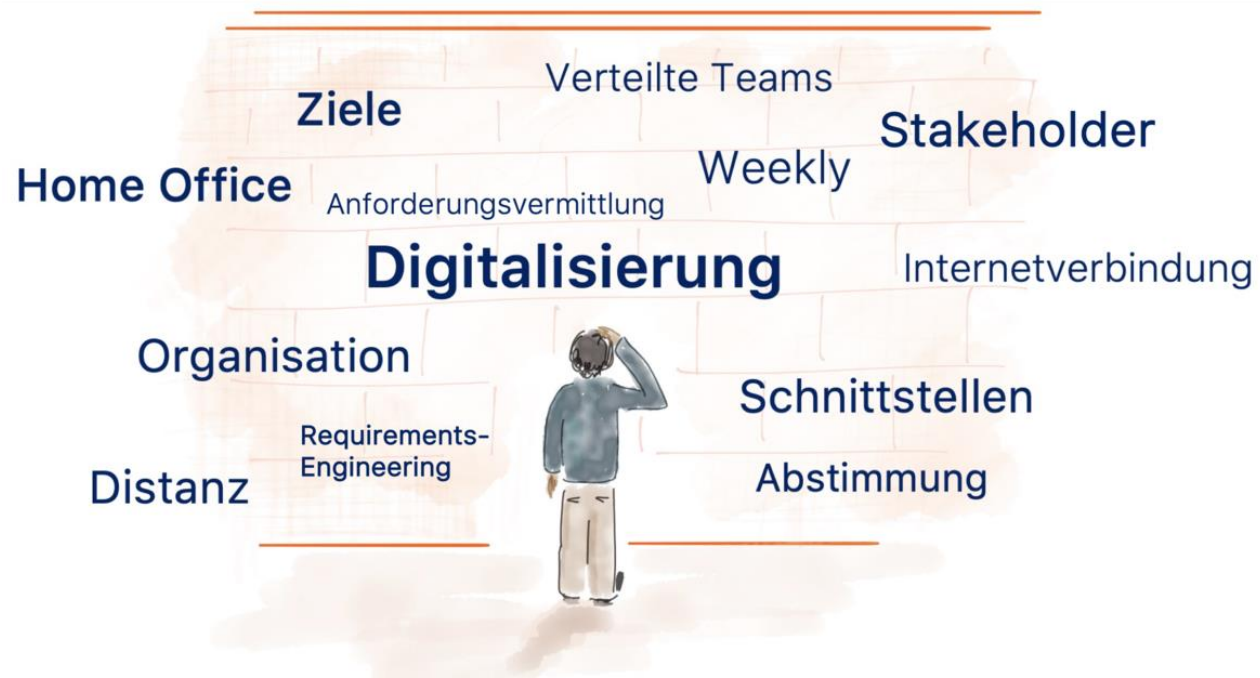 Verteilte Teams
Ziele
Stakeholder
Weekly
Home Office
Anforderungsvermittlung
Digitalisierung
Internetverbindung
Organisation
Schnittstellen
Requirements-
Engineering
Abstimmung
Distanz